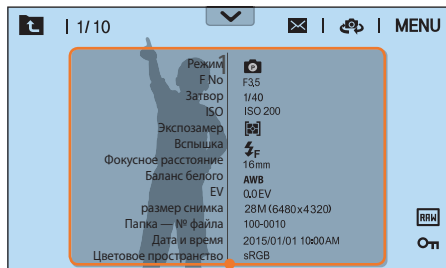 1/10 MENU
Режим P
F No F3,5
Затвор 1/40
ISO ISO 200
Экспозамер
Вспышка F
Фокусное расстояние 16mm
Баланс белого AWB
EV 0.0EV
размер снимка 28M (6480x4320)
Папка — № файла 100-0010
Дата и время 2015/01/01 10:00AM
Цветовое пространство sRGB
1
RAW